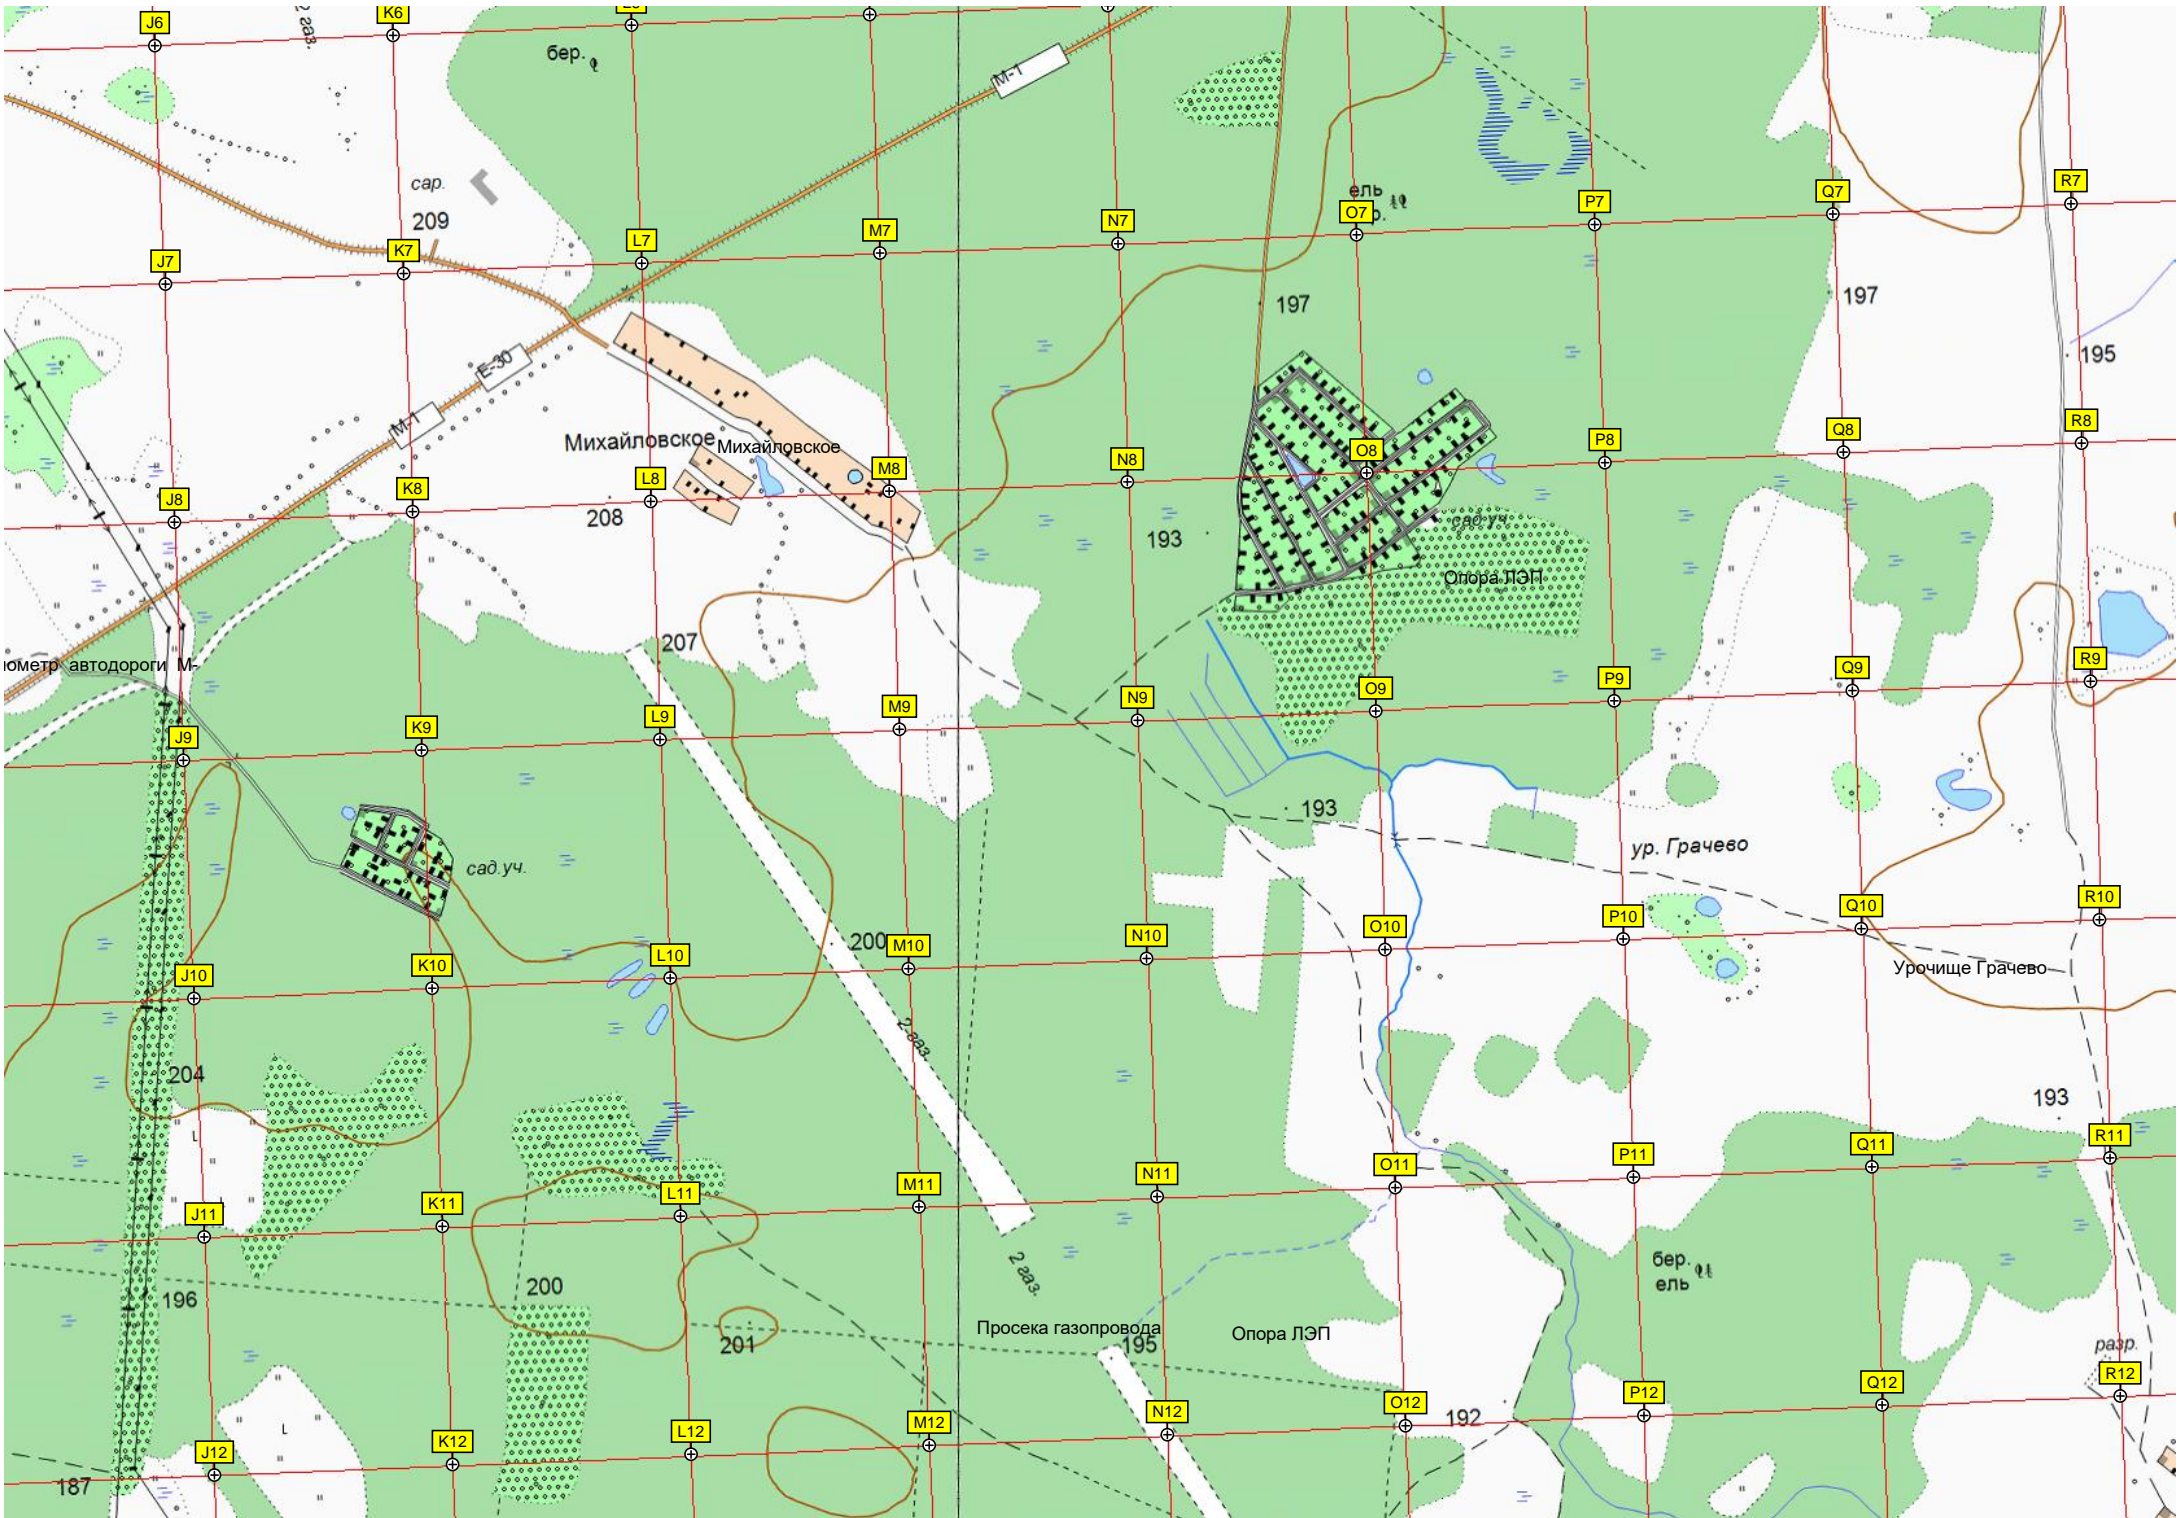 J6
K6
2 газ.
бер.
М-1
сар.
209
ель
R7
Q7
P7
O7
N7
M7
L7
K7
J7
197
197
195
Е-30
М-1
Михайловское
Михайловское
R8
Q8
P8
O8
N8
M8
L8
K8
J8
208
193
сад.уч.
Опора ЛЭП
207
автодороги М-
R9
Q9
P9
O9
N9
M9
L9
K9
J9
193
ур. Грачево
сад.уч.
R10
Q10
P10
O10
N10
M10
L10
K10
J10
200
Урочище Грачево
2 газ.
204
193
R11
Q11
P11
O11
N11
M11
L11
K11
J11
бер.
ель
2 газ.
200
196
201
Просека газопровода
195
Опора ЛЭП
разр.
R12
Q12
P12
O12
N12
M12
L12
K12
J12
192
187